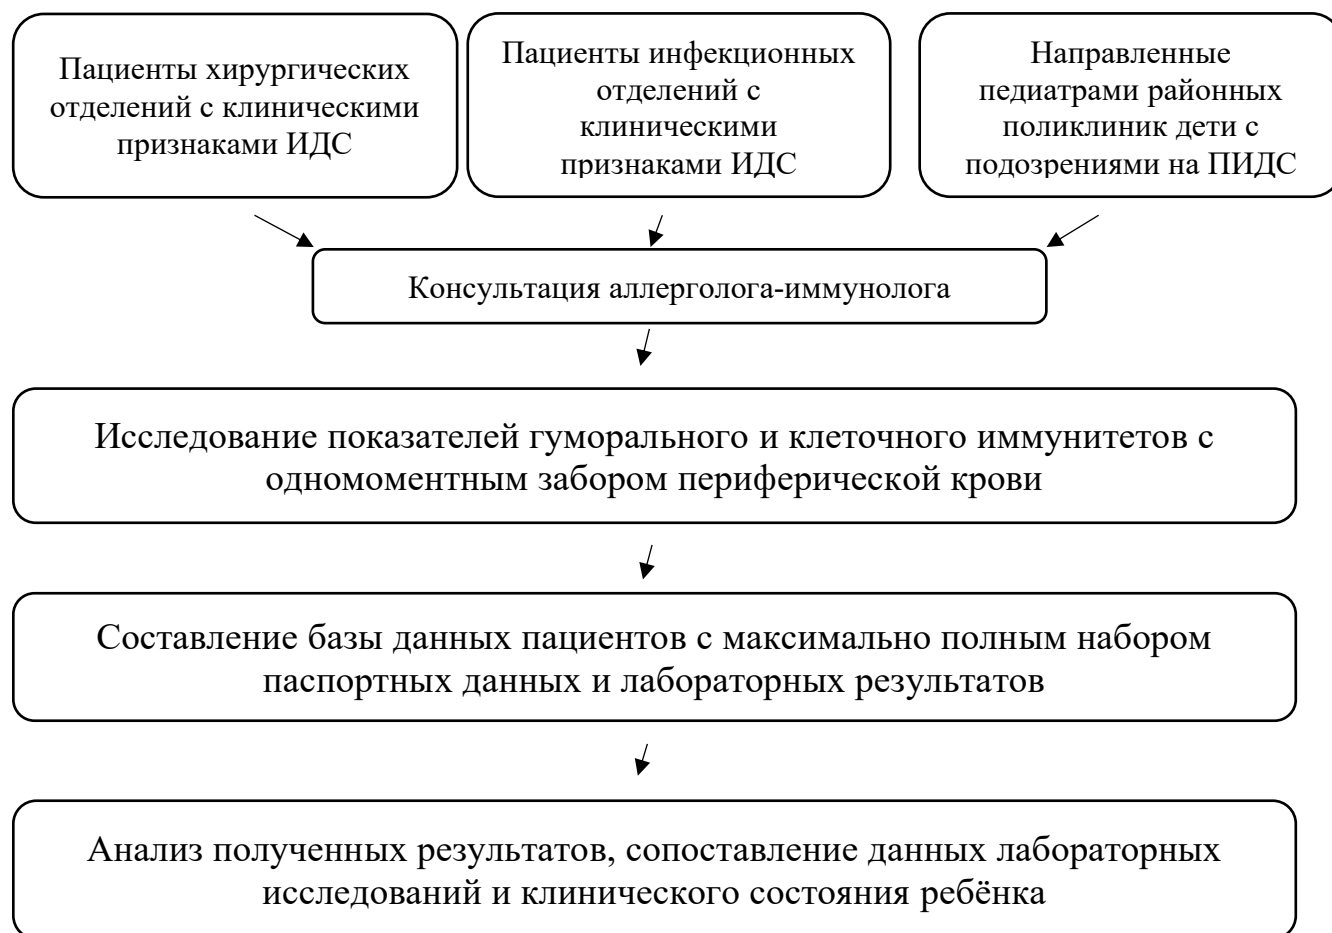 Пациенты хирургических
отделений с клиническими
признаками ИДС
Пациенты инфекционных
отделений с
клиническими
признаками ИДС
Направленные
педиатрами районных
поликлиник дети с
подозрениями на ПИДС
Консультация аллерголога-иммунолога
Исследование показателей гуморального и клеточного иммунитетов с
одномоментным забором периферической крови
Составление базы данных пациентов с максимально полным набором
паспортных данных и лабораторных результатов
Анализ полученных результатов, сопоставление данных лабораторных
исследований и клинического состояния ребёнка